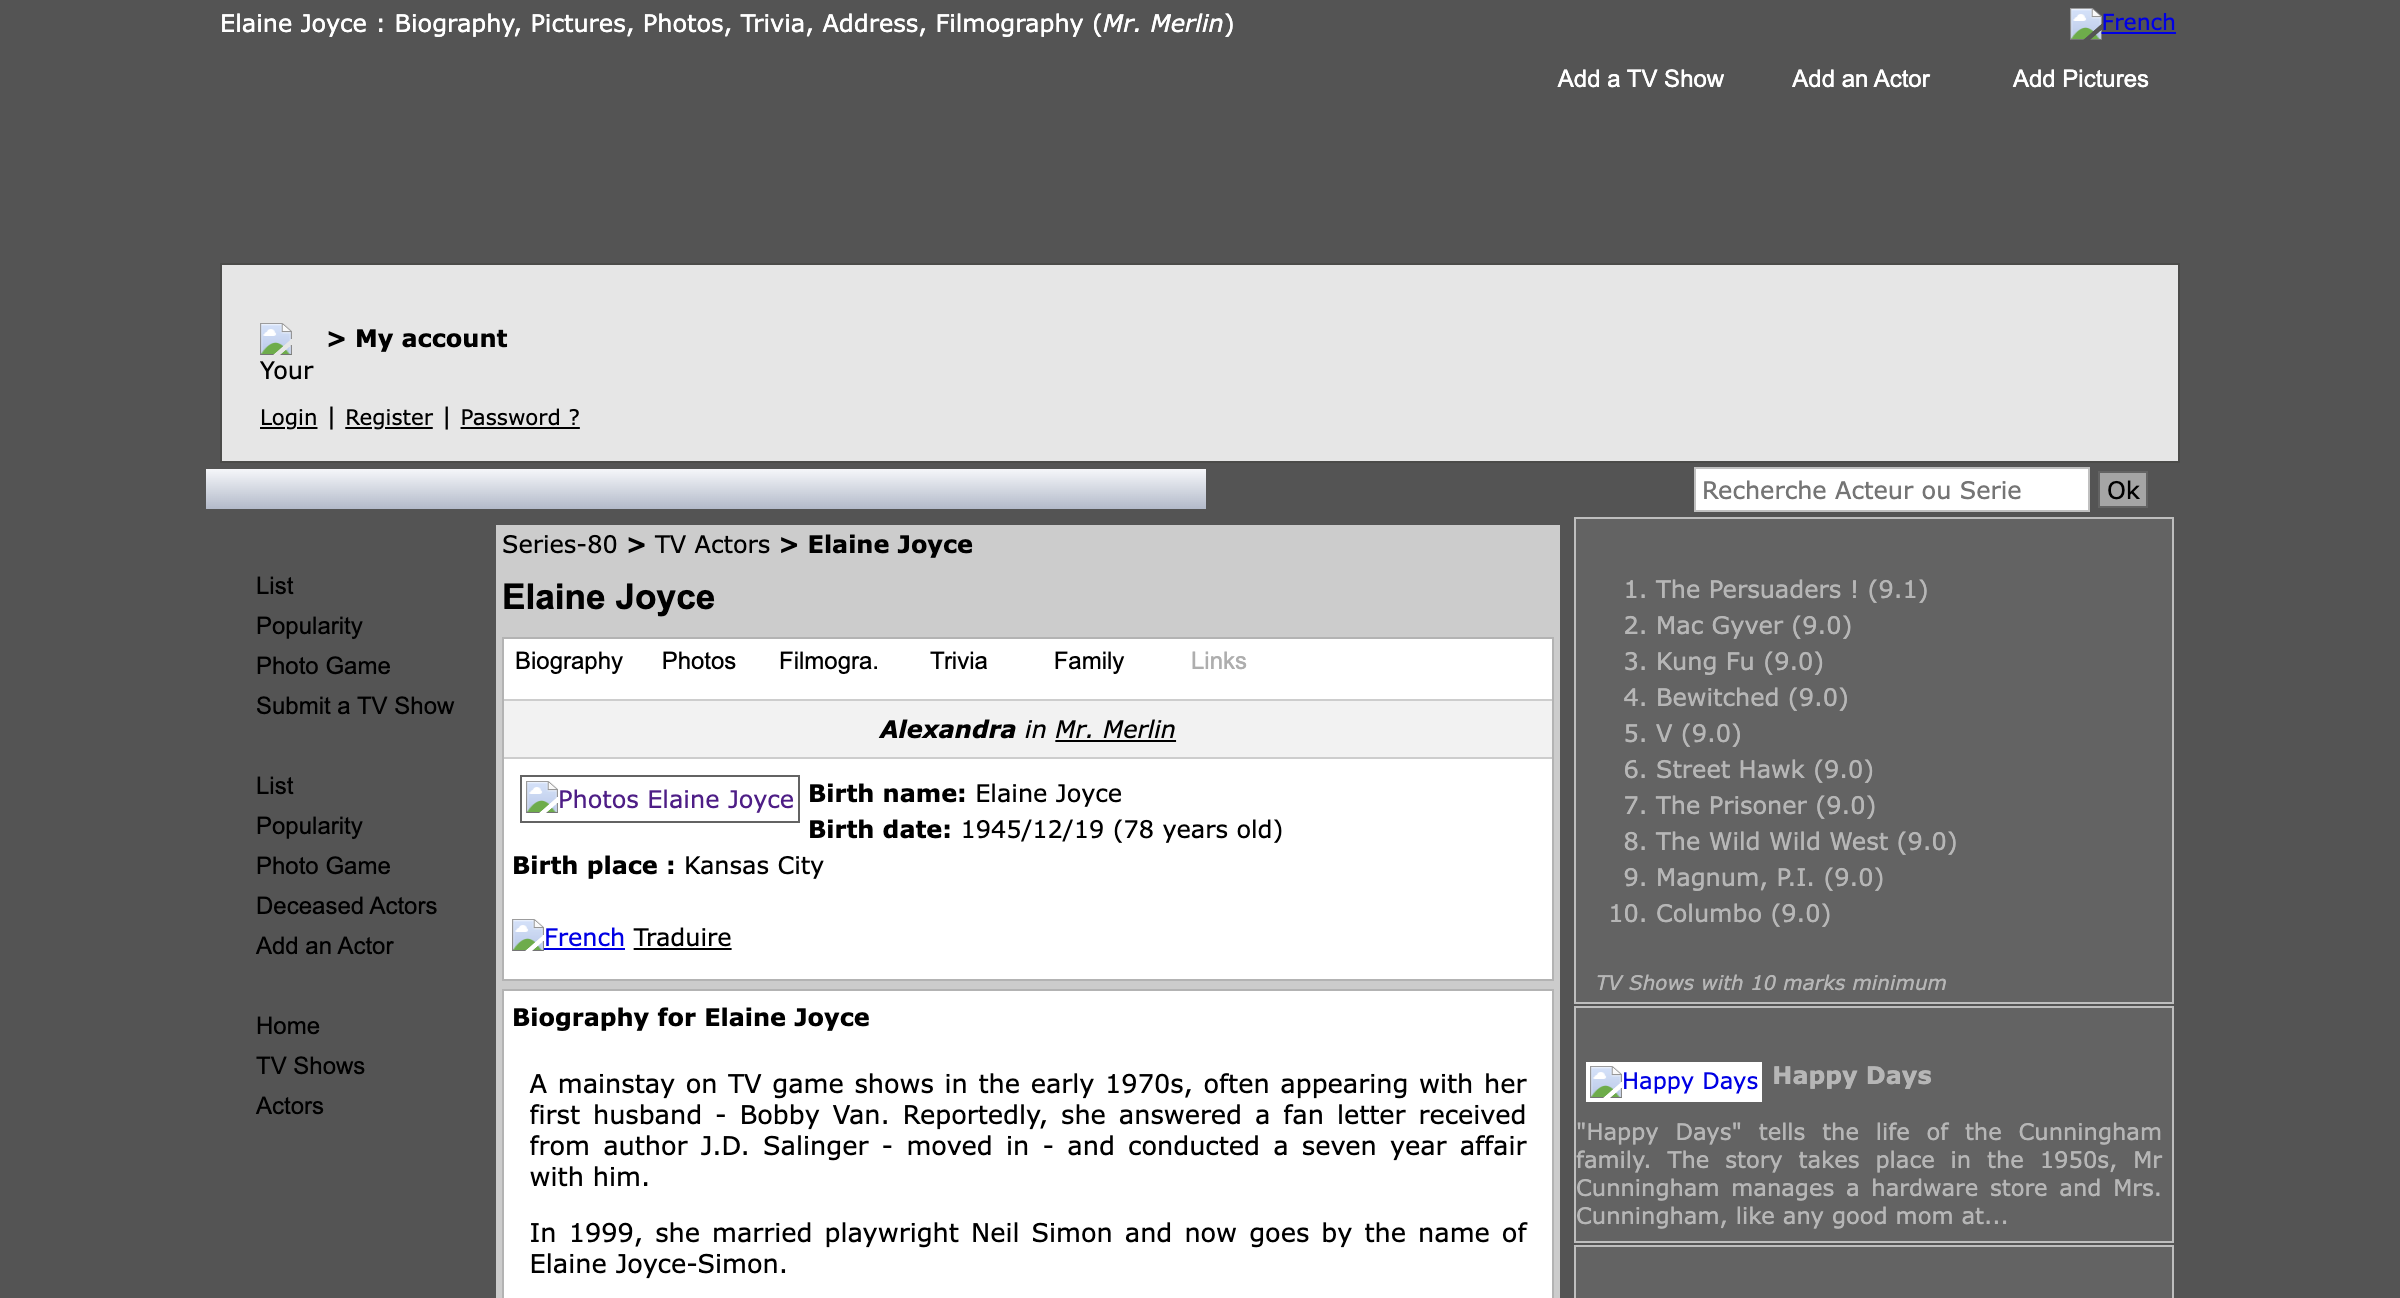 Elaine Joyce : Biography, Pictures, Photos, Trivia, Address, Filmography (Mr. Merlin)
French
Add a TV Show
Add an Actor
Add Pictures
Your
> My account
Login | Register | Password ?
Recherche Acteur ou Serie
Ok
List
Popularity
Photo Game
Submit a TV Show
List
Popularity
Photo Game
Deceased Actors
Add an Actor
Home
TV Shows
Actors
Series-80 > TV Actors > Elaine Joyce
Elaine Joyce
Biography
Photos
Filmogra.
Trivia
Family
Links
Alexandra in Mr. Merlin
Photos Elaine Joyce
Birth name: Elaine Joyce
Birth date: 1945/12/19 (78 years old)
Birth place : Kansas City
French Traduire
Biography for Elaine Joyce
A mainstay on TV game shows in the early 1970s, often appearing with her
first husband - Bobby Van. Reportedly, she answered a fan letter received
from author J.D. Salinger - moved in - and conducted a seven year affair
with him.
In 1999, she married playwright Neil Simon and now goes by the name of
Elaine Joyce-Simon.
1. The Persuaders ! (9.1)
2. Mac Gyver (9.0)
3. Kung Fu (9.0)
4. Bewitched (9.0)
5. V (9.0)
6. Street Hawk (9.0)
7. The Prisoner (9.0)
8. The Wild Wild West (9.0)
9. Magnum, P.I. (9.0)
10. Columbo (9.0)
TV Shows with 10 marks minimum
Happy Days
Happy Days
"Happy Days" tells the life of the Cunningham
family. The story takes place in the 1950s, Mr
Cunningham manages a hardware store and Mrs.
Cunningham, like any good mom at...